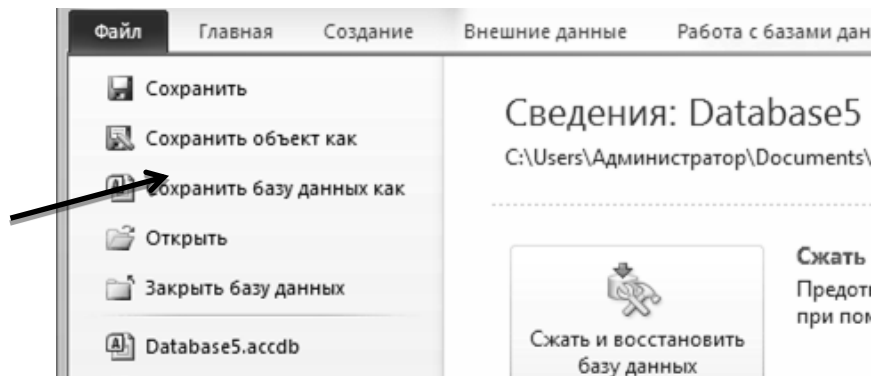 Файл Главная Создание Внешние данные Работа с базами дан
Сохранить
Сохранить объект как
Сохранить базу данных как
Открыть
Закрыть базу данных
Database5.accdb
Сведения: Database5
C:\Users\Администратор\Documents\
Сжать и восстановить
базу данных
Сжать
Предотв
при пом